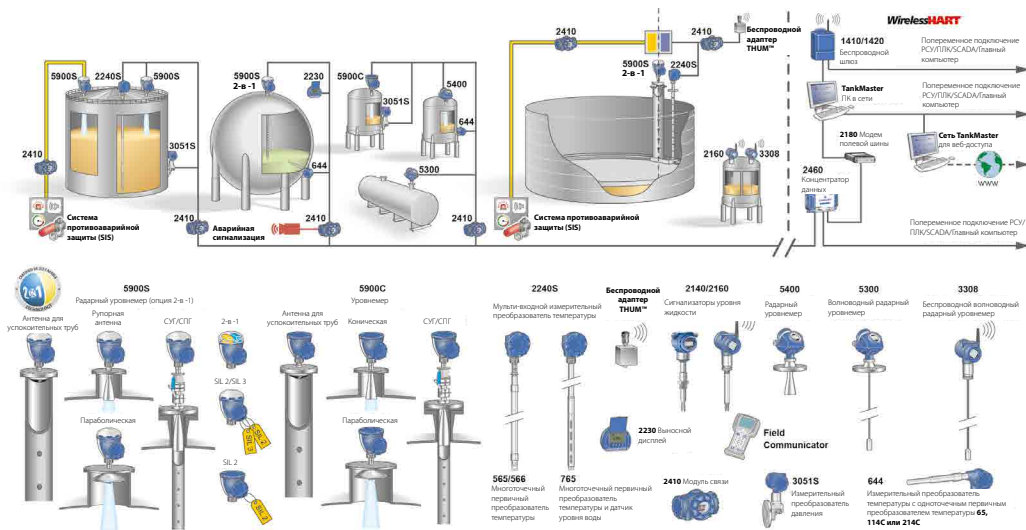 WirelessHART
2410
2410
Беспроводной
адаптер
THUM™
1410/1420
Беспроводной
шлюз
Попеременное подключение
РСУ/ПЛК/SCADA/Главный
компьютер
5900S 2240S 5900S
5900S
2-в -1
2230
5900C
5400
5900S
2-в -1
2240S
3051S
644
TankMaster
ПК в сети
Попеременное подключение
РСУ/ПЛК/SCADA/Главный
компьютер
2180 Модем
полевой шины
Сеть TankMaster
для веб-доступа
WWW
2410
3051S
644
5300
2160 3308
2460
Концентратор
данных
Система
противоаварийной
защиты (SIS)
2410
Аварийная
сигнализация
2410
2410
Система противоаварийной
защиты (SIS)
Попеременное подключение РСУ/
ПЛК/SCADA/Главный компьютер
2 в 1
5900S
Радарный уровнемер (опция 2-в -1)
Антенна для
успокоительных труб
Рупорная
антенна
СУГ/СПГ
2-в -1
Параболическая
SIL 2/SIL 3
SIL 3
SIL 2
SIL 2
SIL 2
5900C
Уровнемер
Антенна для
успокоительных труб
Коническая
СУГ/СПГ
Параболическая
2240S
Мульти-входной измерительный
преобразователь температуры
565/566
Многоточечный
первичный
преобразователь
температуры
765
Многоточечный первичный
преобразователь
температуры и датчик
уровня воды
Беспроводной
адаптер
THUM™
2230 Выносной
дисплей
2410 Модуль связи
2140/2160
Сигнализаторы уровня
жидкости
Field
Communicator
5400
Радарный
уровнемер
3051S
Измерительный
преобразователь
давления
5300
Волноводный радарный
уровнемер
3308
Беспроводной волноводный
радарный уровнемер
644
Измерительный преобразователь
температуры с одноточечным первичным
преобразователем температуры 65,
114C или 214C